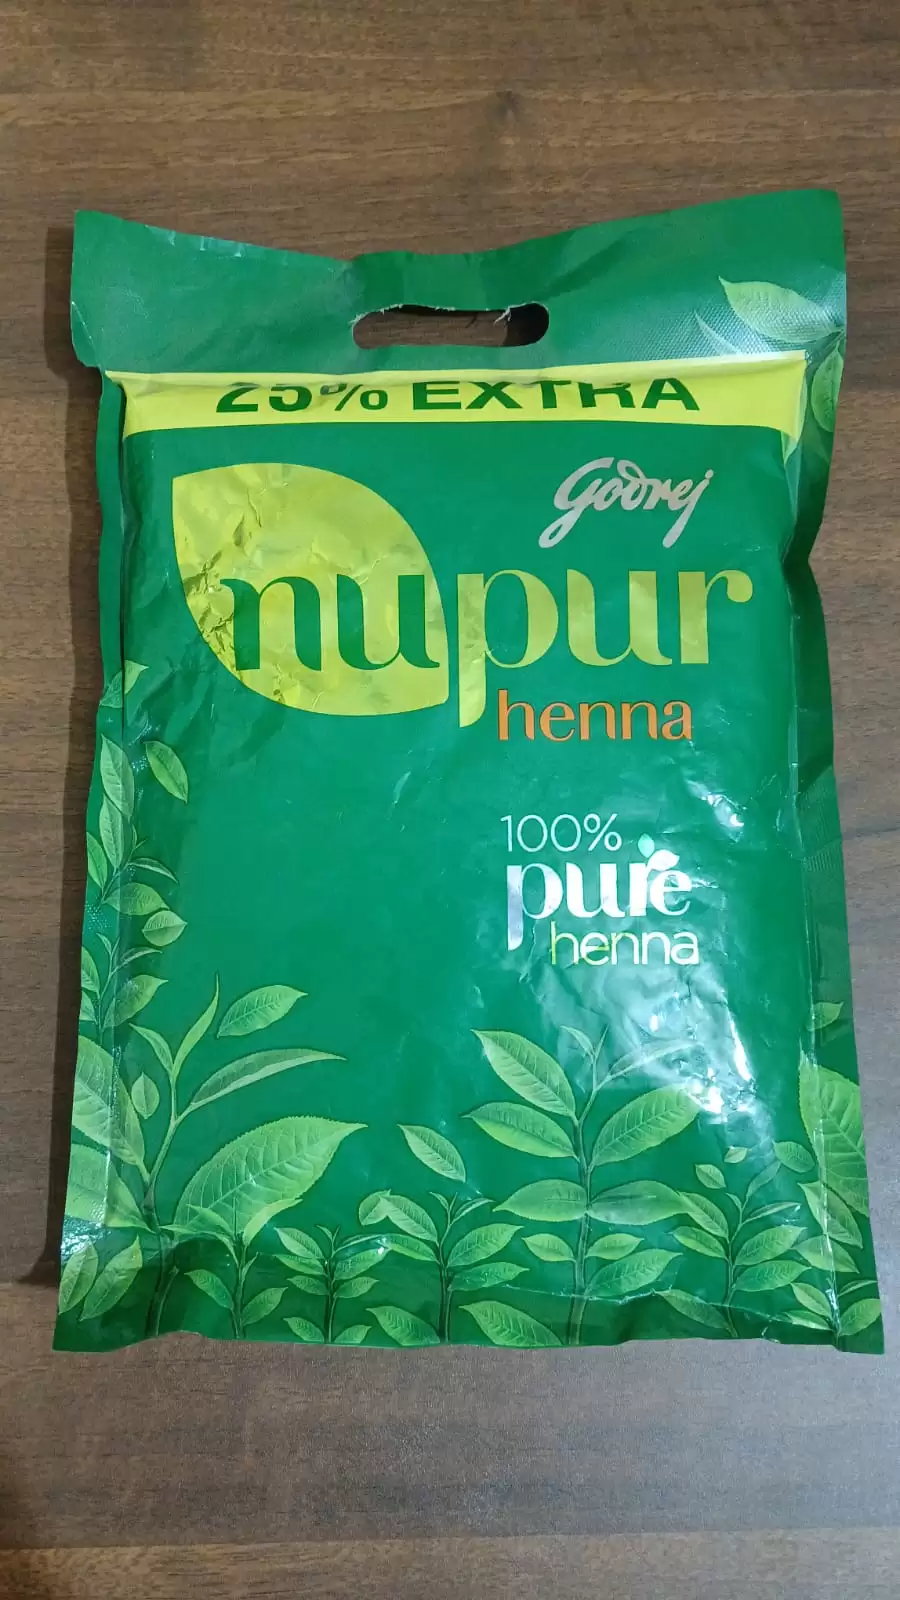 25% EXTRA
Godrej
nupur
henna
100%
pure
henna